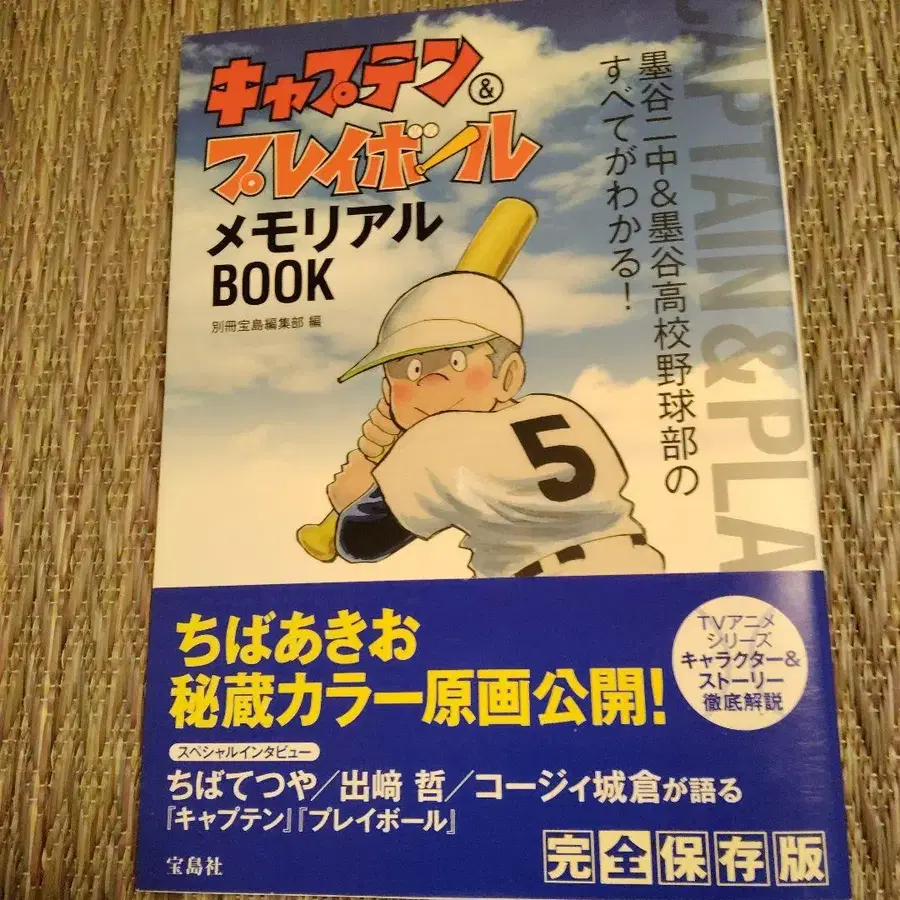 キャプテン&
プレイボール
メモリアル
BOOK
別冊宝島編集部 編
墨谷二中&墨谷高校野球部の
すべてがわかる!
CAPTAIN&PLA
5
ちばあきお
秘蔵カラー原画公開!
TVアニメ
シリーズ
キャラクター&
ストーリー
徹底解説
スペシャルインタビュー
ちばてつや/出﨑 哲/コージィ城倉が語る
『キャプテン』『プレイボール』
宝島社
完全保存版